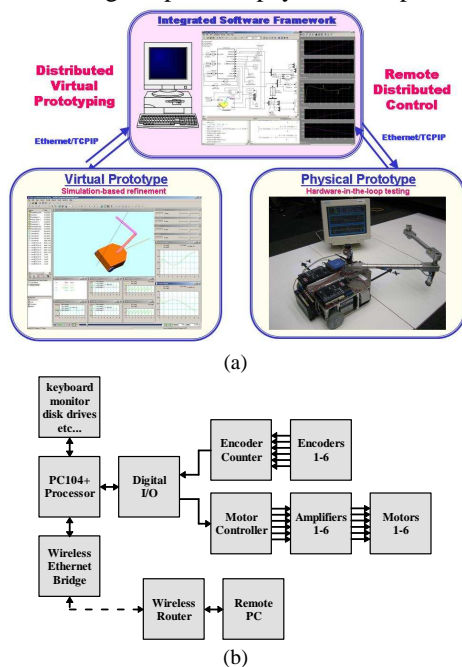 Integrated Software Framework
Distributed
Virtual
Prototyping
Remote
Distributed
Control
Ethernet/TCPIP
Ethernet/TCPIP
Virtual Prototype
Simulation-based refinement
Physical Prototype
Hardware-in-the-loop testing
(a)
keyboard
monitor
disk drives
etc...
Encoder
Counter
Encoders
1-6
PC104+
Processor
Digital
I/O
Motor
Controller
Amplifiers
1-6
Motors
1-6
Wireless
Ethernet
Bridge
Wireless
Router
Remote
PC
(b)